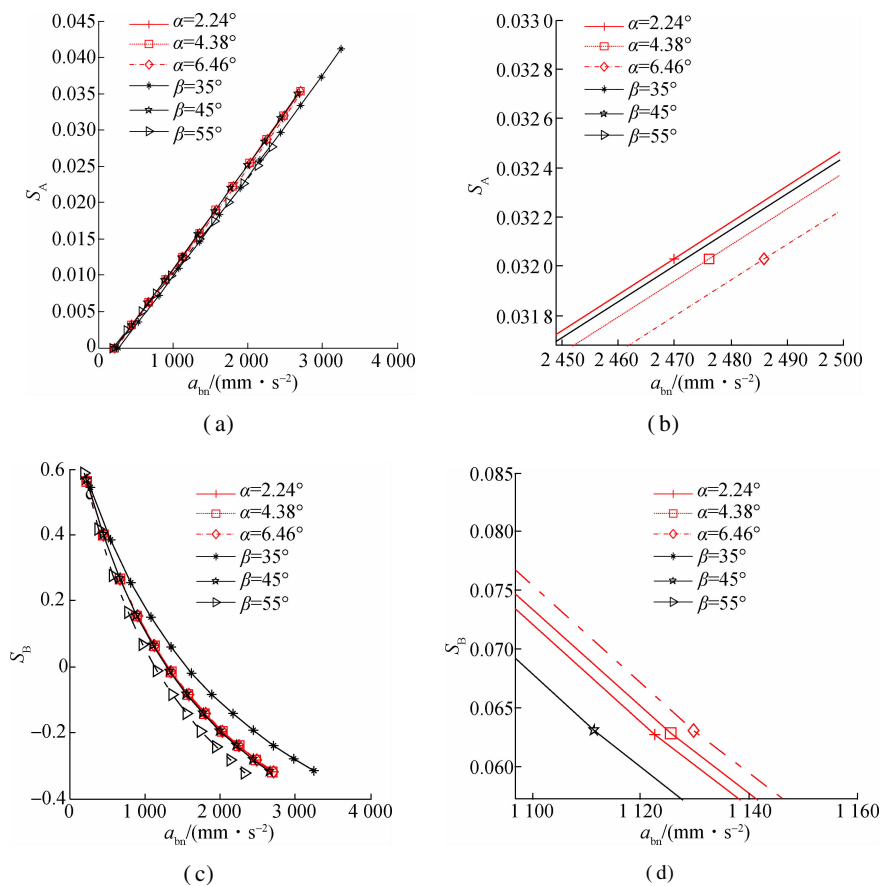 0.045
0.040
0.035
0.030
0.025
0.020
0.015
0.010
0.005
0
S_A
α=2.24°
α=4.38°
α=6.46°
β=35°
β=45°
β=55°
0 1 000 2 000 3 000 4 000
a_bn/(mm · s⁻²)
(a)
0.033 0
0.032 8
0.032 6
0.032 4
0.032 2
0.032 0
0.031 8
S_A
α=2.24°
α=4.38°
α=6.46°
β=35°
β=45°
β=55°
2 450 2 460 2 470 2 480 2 490 2 500
a_bn/(mm · s⁻²)
(b)
0.6
0.4
0.2
0
−0.2
−0.4
S_B
α=2.24°
α=4.38°
α=6.46°
β=35°
β=45°
β=55°
0 1 000 2 000 3 000 4 000
a_bn/(mm · s⁻²)
(c)
0.085
0.080
0.075
0.070
0.065
0.060
S_B
α=2.24°
α=4.38°
α=6.46°
β=35°
β=45°
β=55°
1 100 1 120 1 140 1 160
a_bn/(mm · s⁻²)
(d)